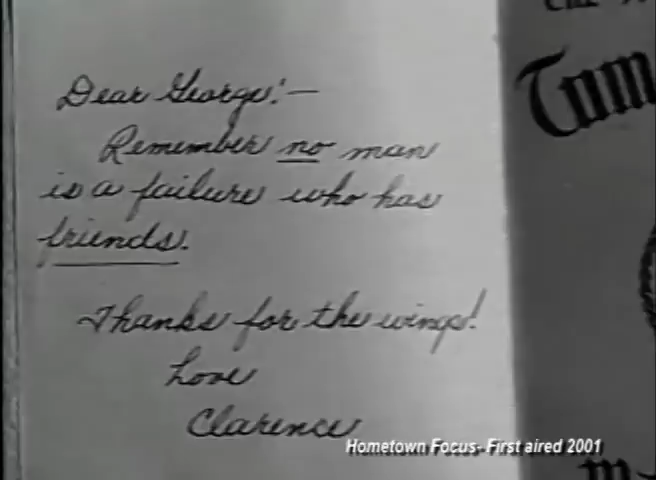 Dear George:—
Remember no man
is a failure who has
friends.
Thanks for the wings!
Love
Clarence
Hometown Focus- First aired 2001